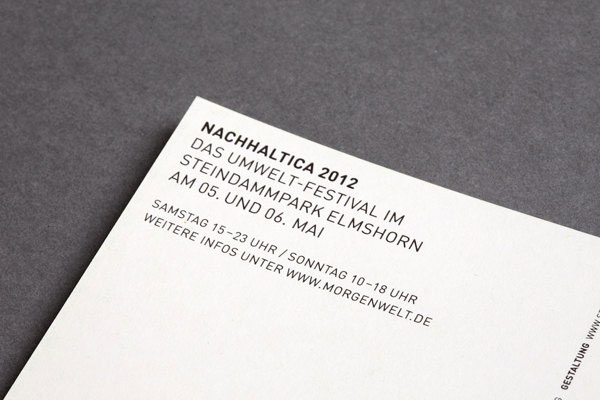 NACHHALTICA 2012
DAS UMWELT-FESTIVAL IM
STEINDAMMPARK ELMSHORN
AM 05. UND 06. MAI
SAMSTAG 15–23 UHR / SONNTAG 10–18 UHR
WEITERE INFOS UNTER WWW.MORGENWELT.DE
GESTALTUNG